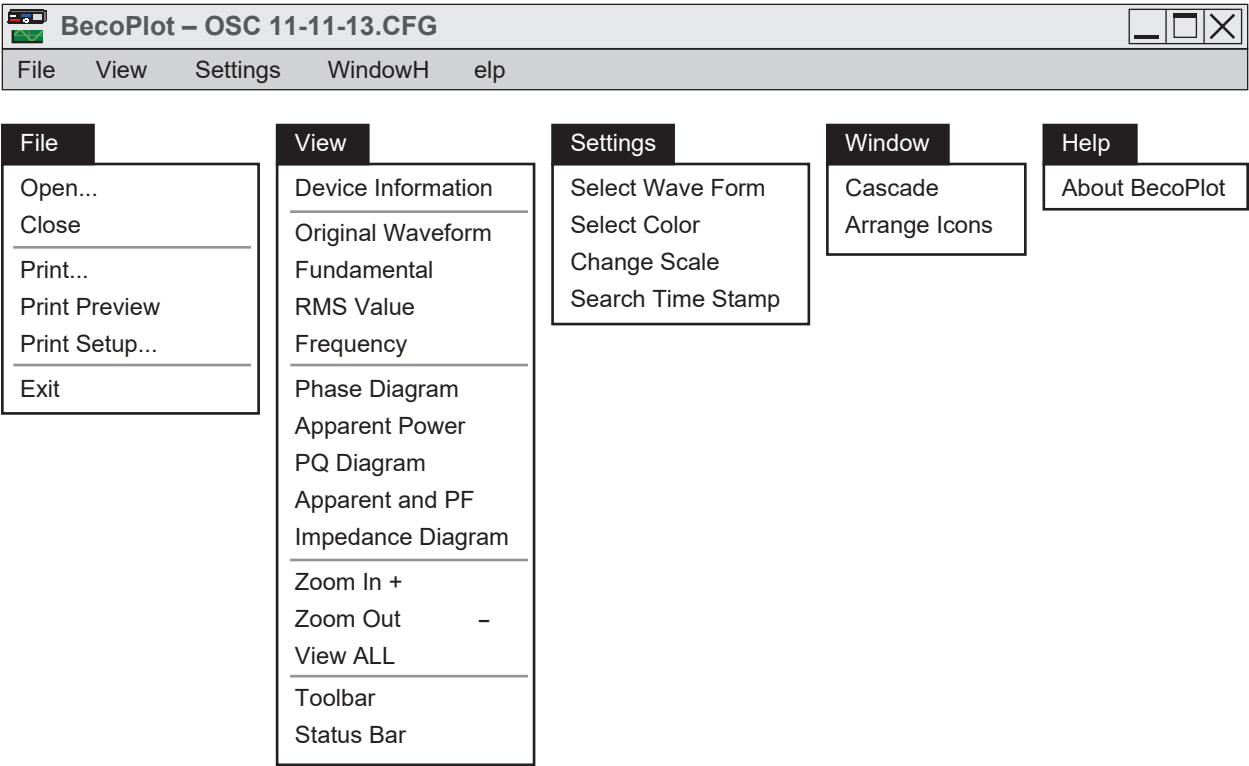 BecoPlot – OSC 11-11-13.CFG
File View Settings WindowH elp
File
Open...
Close
Print...
Print Preview
Print Setup...
Exit
View
Device Information
Original Waveform
Fundamental
RMS Value
Frequency
Phase Diagram
Apparent Power
PQ Diagram
Apparent and PF
Impedance Diagram
Zoom In +
Zoom Out –
View ALL
Toolbar
Status Bar
Settings
Select Wave Form
Select Color
Change Scale
Search Time Stamp
Window
Cascade
Arrange Icons
Help
About BecoPlot